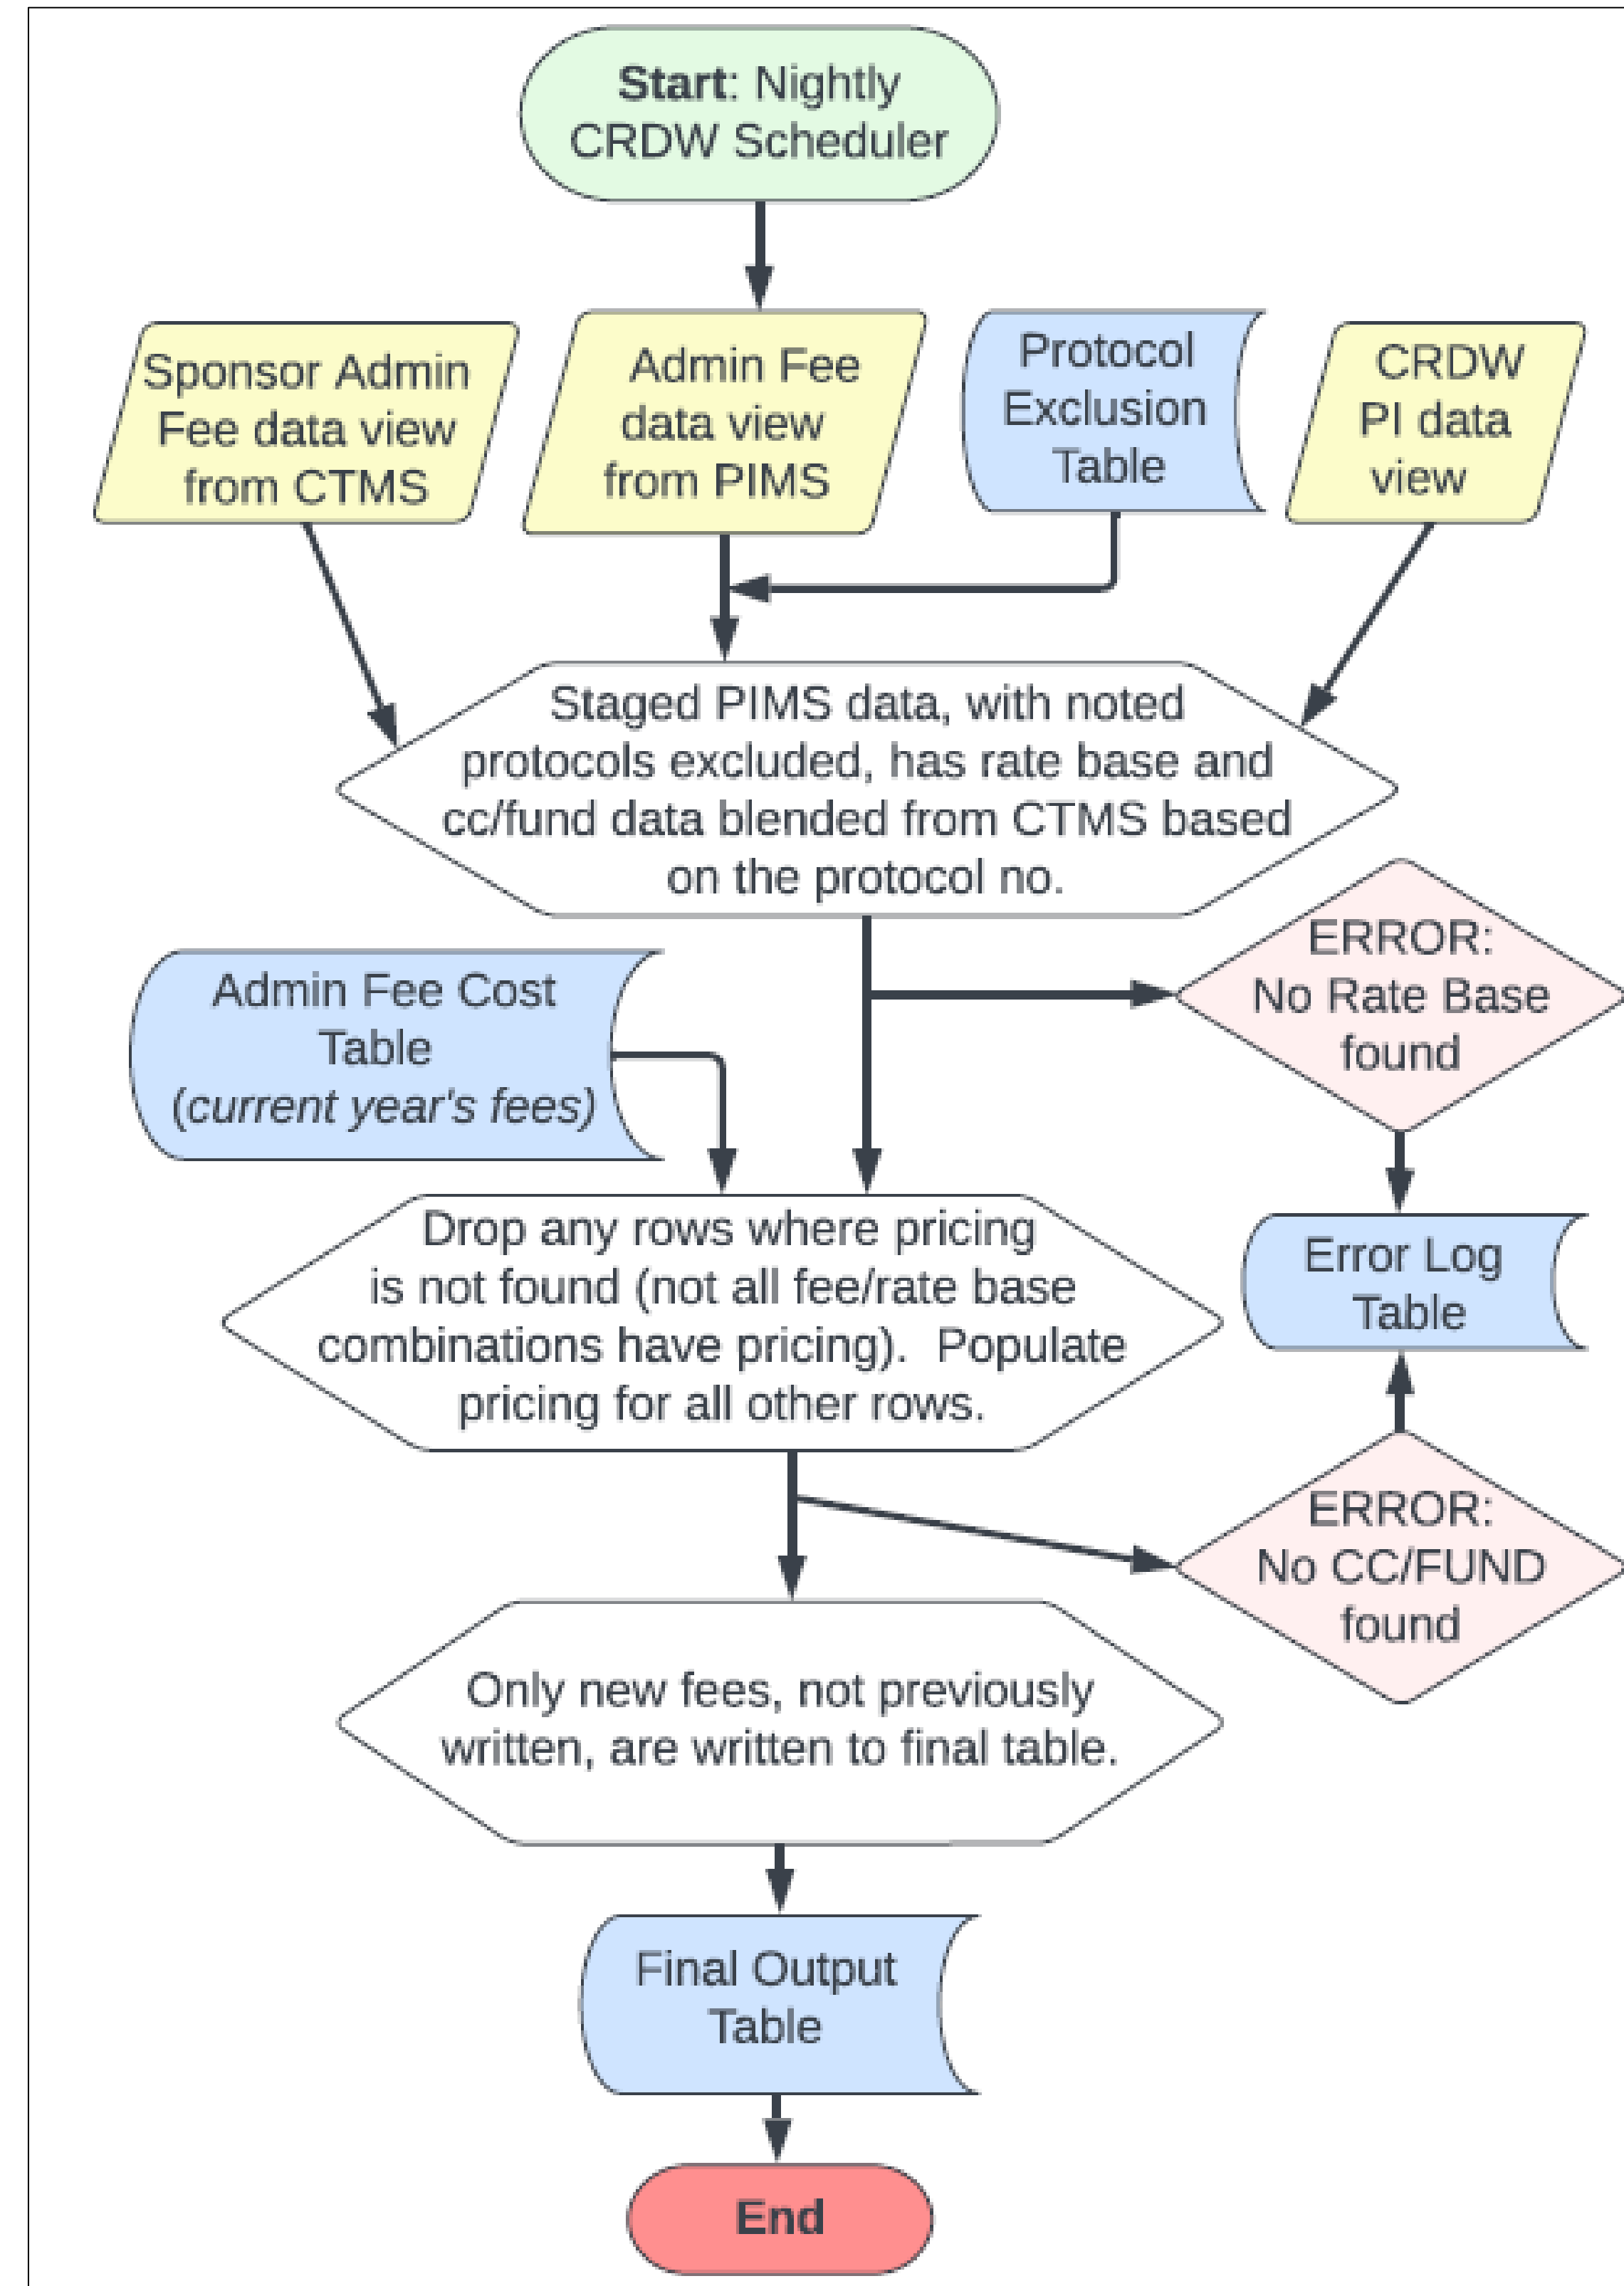 Start: Nightly
CRDW Scheduler
Sponsor Admin
Fee data view
from CTMS
Admin Fee
data view
from PIMS
Protocol
Exclusion
Table
CRDW
PI data
view
Staged PIMS data, with noted
protocols excluded, has rate base and
cc/fund data blended from CTMS based
on the protocol no.
ERROR:
No Rate Base
found
Admin Fee Cost
Table
(current year's fees)
Drop any rows where pricing
is not found (not all fee/rate base
combinations have pricing).  Populate
pricing for all other rows.
Error Log
Table
ERROR:
No CC/FUND
found
Only new fees, not previously
written, are written to final table.
Final Output
Table
End